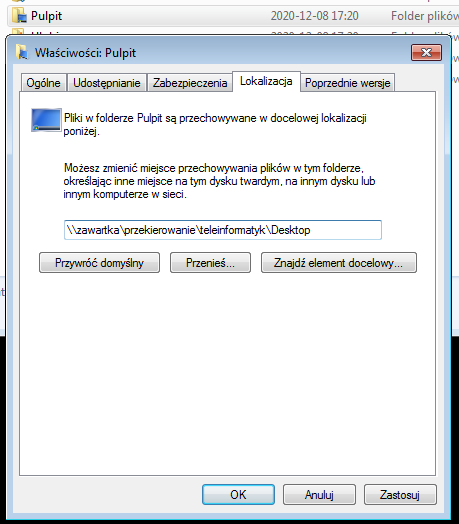 Pulpit 2020-12-08 17:20 Folder plików
Właściwości: Pulpit
Ogólne Udostępnianie Zabezpieczenia Lokalizacja Poprzednie wersje
Pliki w folderze Pulpit są przechowywane w docelowej lokalizacji
poniżej.
Możesz zmienić miejsce przechowywania plików w tym folderze,
określając inne miejsce na tym dysku twardym, na innym dysku lub
innym komputerze w sieci.
\\zawartka\przekierowanie\teleinformatyk\Desktop
Przywróć domyślny Przenieś... Znajdź element docelowy...
OK Anuluj Zastosuj